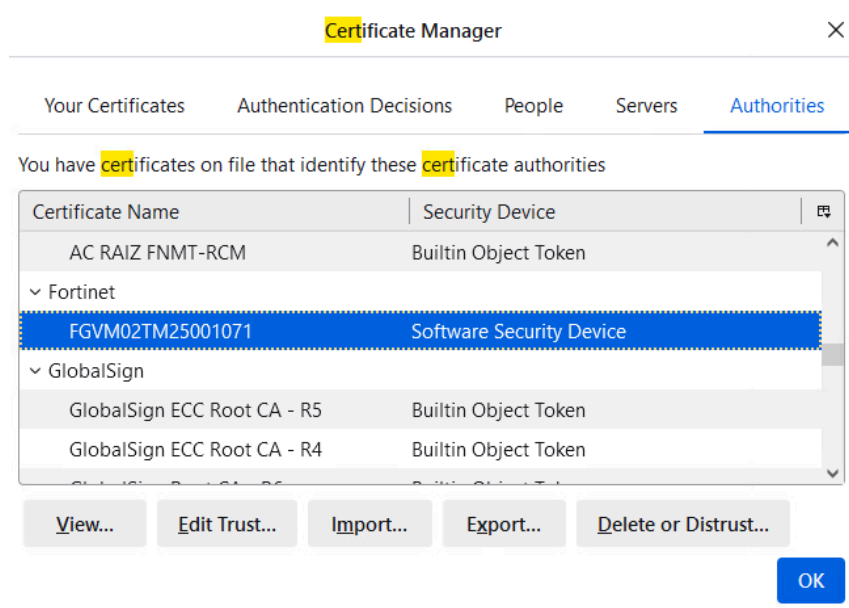 Certificate Manager
Your Certificates Authentication Decisions People Servers Authorities
You have certificates on file that identify these certificate authorities
Certificate Name Security Device
AC RAIZ FNMT-RCM Builtin Object Token
Fortinet
FGVM02TM25001071 Software Security Device
GlobalSign
GlobalSign ECC Root CA - R5 Builtin Object Token
GlobalSign ECC Root CA - R4 Builtin Object Token
View... Edit Trust... Import... Export... Delete or Distrust...
OK